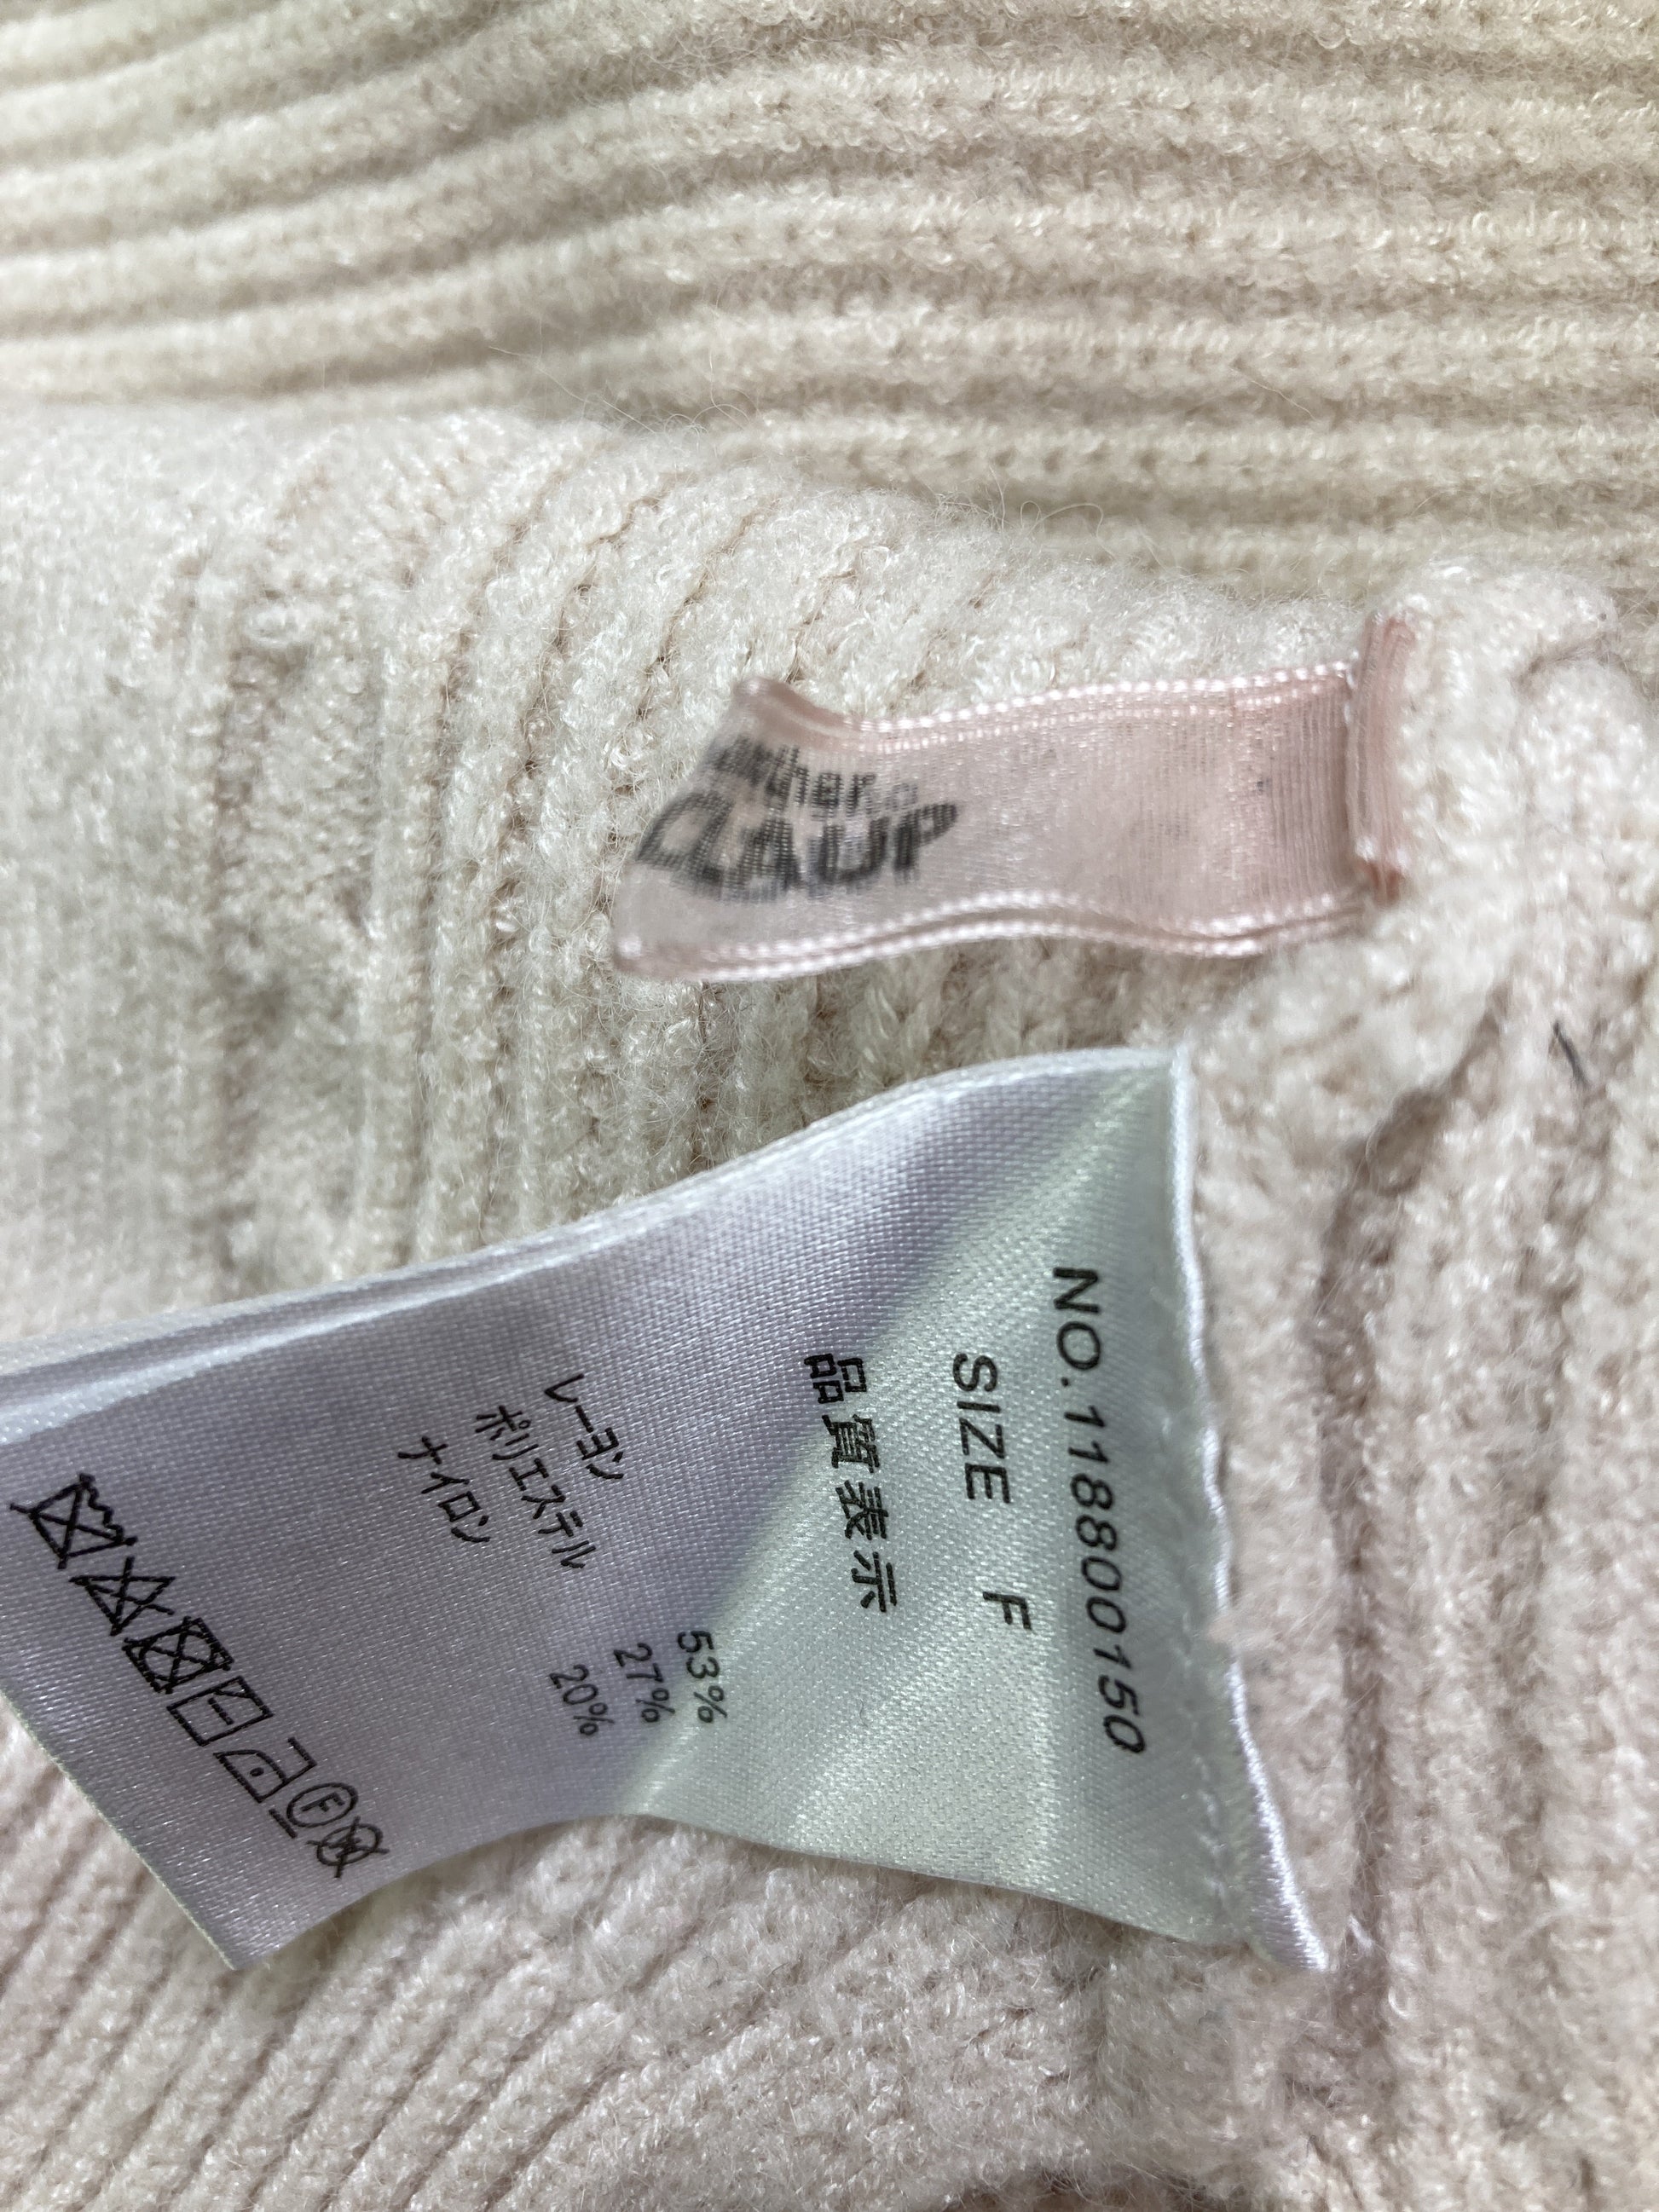 NO.1188000150
SIZE F
品質表示
レーヨン 53%
ポリエステル 27%
ナイロン 20%
F